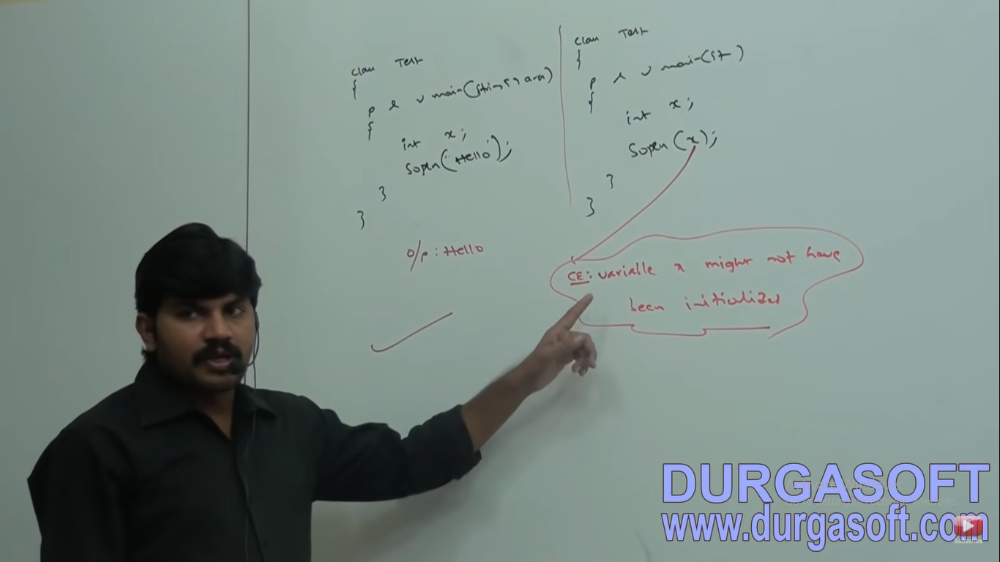 class Test
{
p s v main(String[] args)
{
int x;
Sopln("Hello");
}
}
O/P : Hello
class Test
{
p s v main(St )
{
int x;
Sopln(x);
}
}
CE: variable x might not have
been initialized
DURGASOFT
www.durgasoft.com
Subscribe